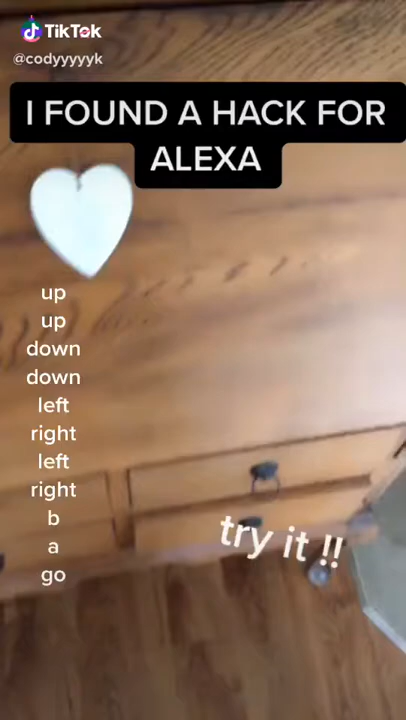 TikTok
@codyyyyyk
I FOUND A HACK FOR
ALEXA
up
up
down
down
left
right
left
right
b
a
go
try it !!